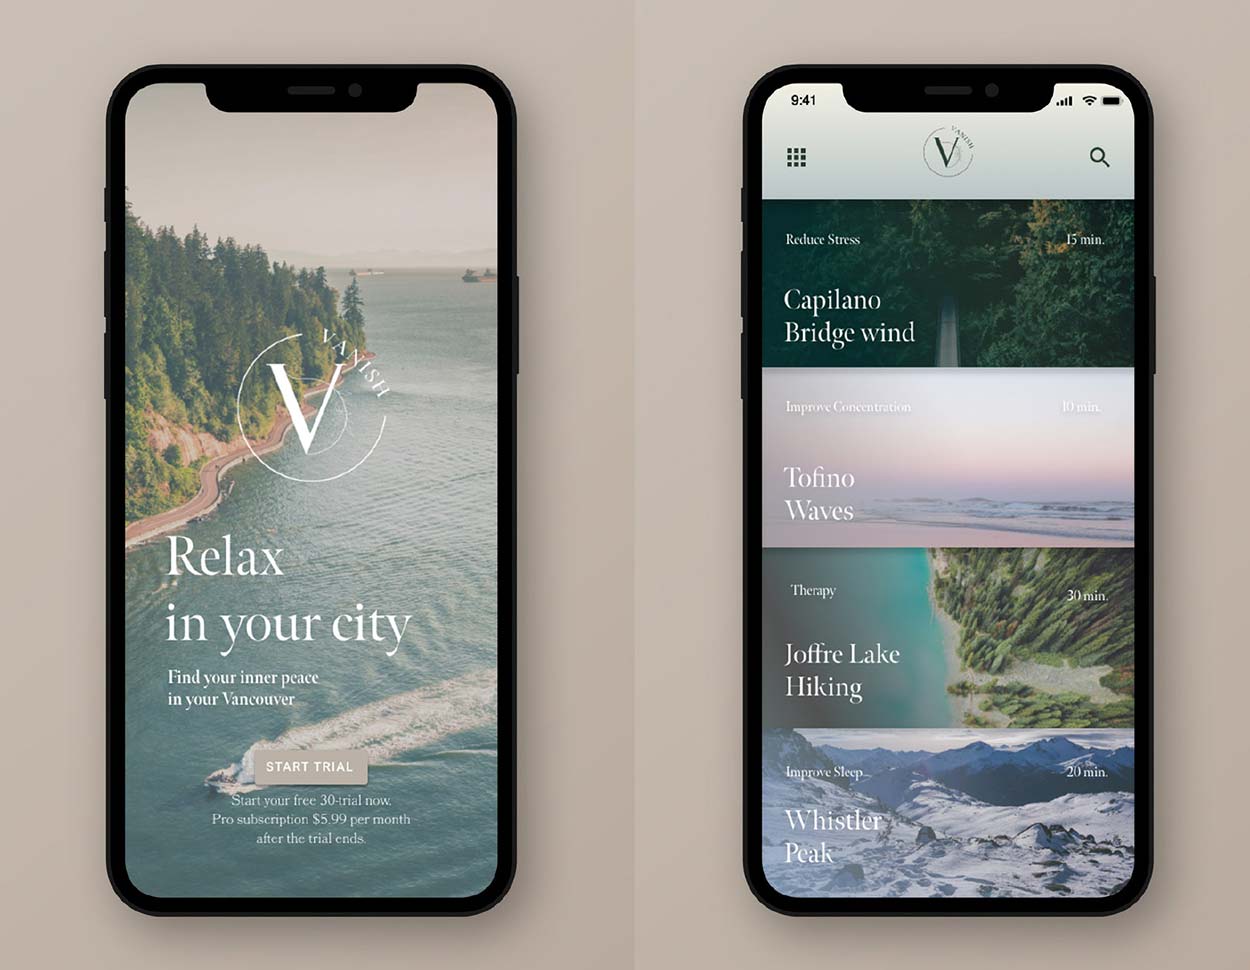 VANISH
V
Relax
in your city
Find your inner peace
in your Vancouver
START TRIAL
Start your free 30-trial now.
Pro subscription $5.99 per month
after the trial ends.
9:41
VANISH
V
Reduce Stress
15 min.
Capilano
Bridge wind
Improve Concentration
10 min.
Tofino
Waves
Therapy
30 min.
Joffre Lake
Hiking
Improve Sleep
20 min.
Whistler
Peak